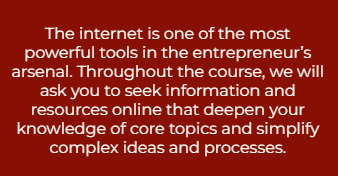 The internet is one of the most
powerful tools in the entrepreneur’s
arsenal. Throughout the course, we will
ask you to seek information and
resources online that deepen your
knowledge of core topics and simplify
complex ideas and processes.